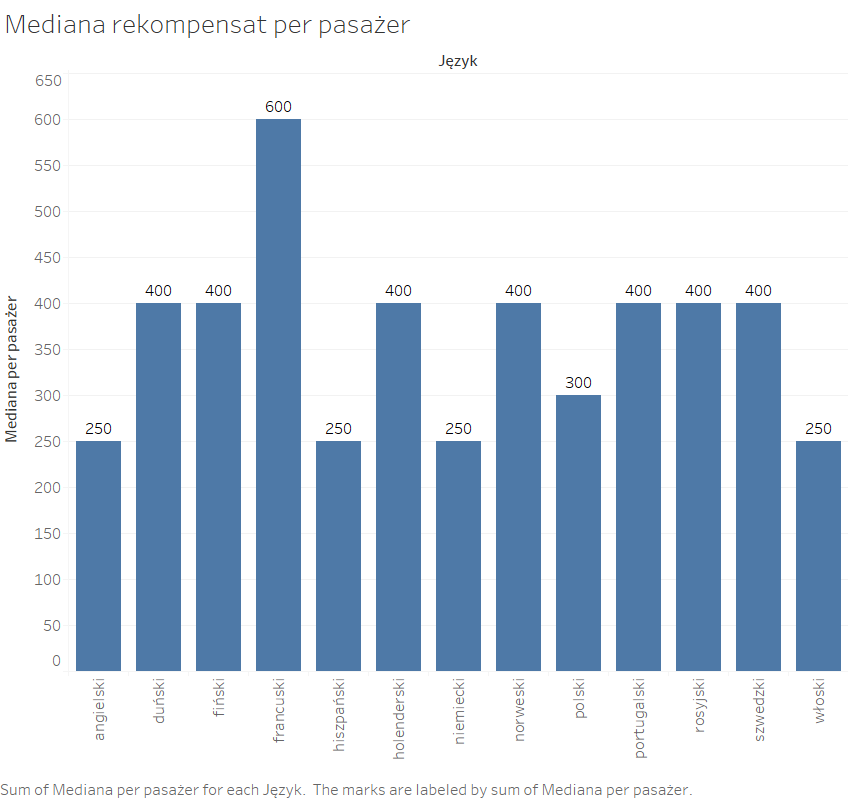 Mediana rekompensat per pasażer
Język
Mediana per pasażer
650
600
550
500
450
400
350
300
250
200
150
100
50
0
250
400
400
600
250
400
250
400
300
400
400
400
250
angielski
duński
fiński
francuski
hiszpański
holenderski
niemiecki
norweski
polski
portugalski
rosyjski
szwedzki
włoski
Sum of Mediana per pasażer for each Język. The marks are labeled by sum of Mediana per pasażer.